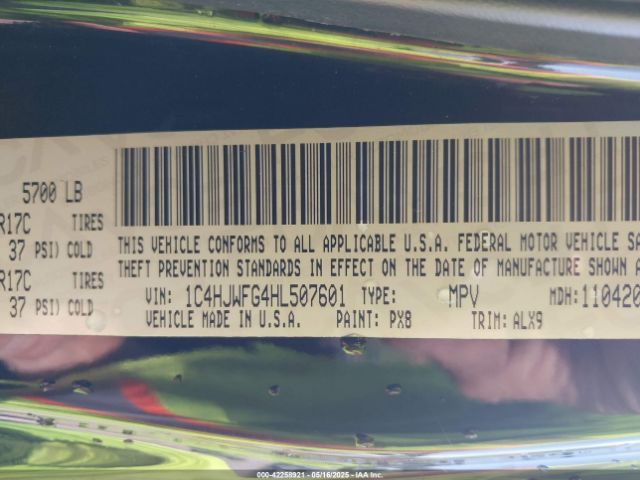 5700 LB
R17C TIRES
37 PSI) COLD
R17C TIRES
37 PSI) COLD
THIS VEHICLE CONFORMS TO ALL APPLICABLE U.S.A. FEDERAL MOTOR VEHICLE SA
THEFT PREVENTION STANDARDS IN EFFECT ON THE DATE OF MANUFACTURE SHOWN A
VIN: 1C4HJWFG4HL507601 TYPE: MPV MDH: 110420
VEHICLE MADE IN U.S.A. PAINT: PX8 TRIM: ALX9
000-42258921 - 05/16/2025 - IAA Inc.